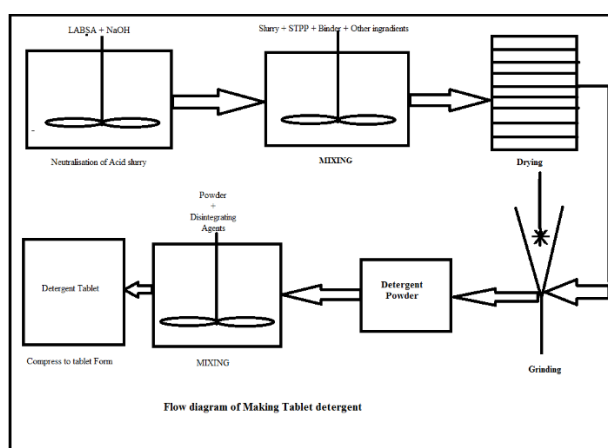 LABSA + NaOH
Slurry + STPP + Binder + Other ingradients
Neutralisation of Acid slurry
MIXING
Drying
Powder
+
Disintegrating
Agents
Detergent Tablet
Detergent
Powder
Compress to tablet Form
MIXING
Grinding
Flow diagram of Making Tablet detergent